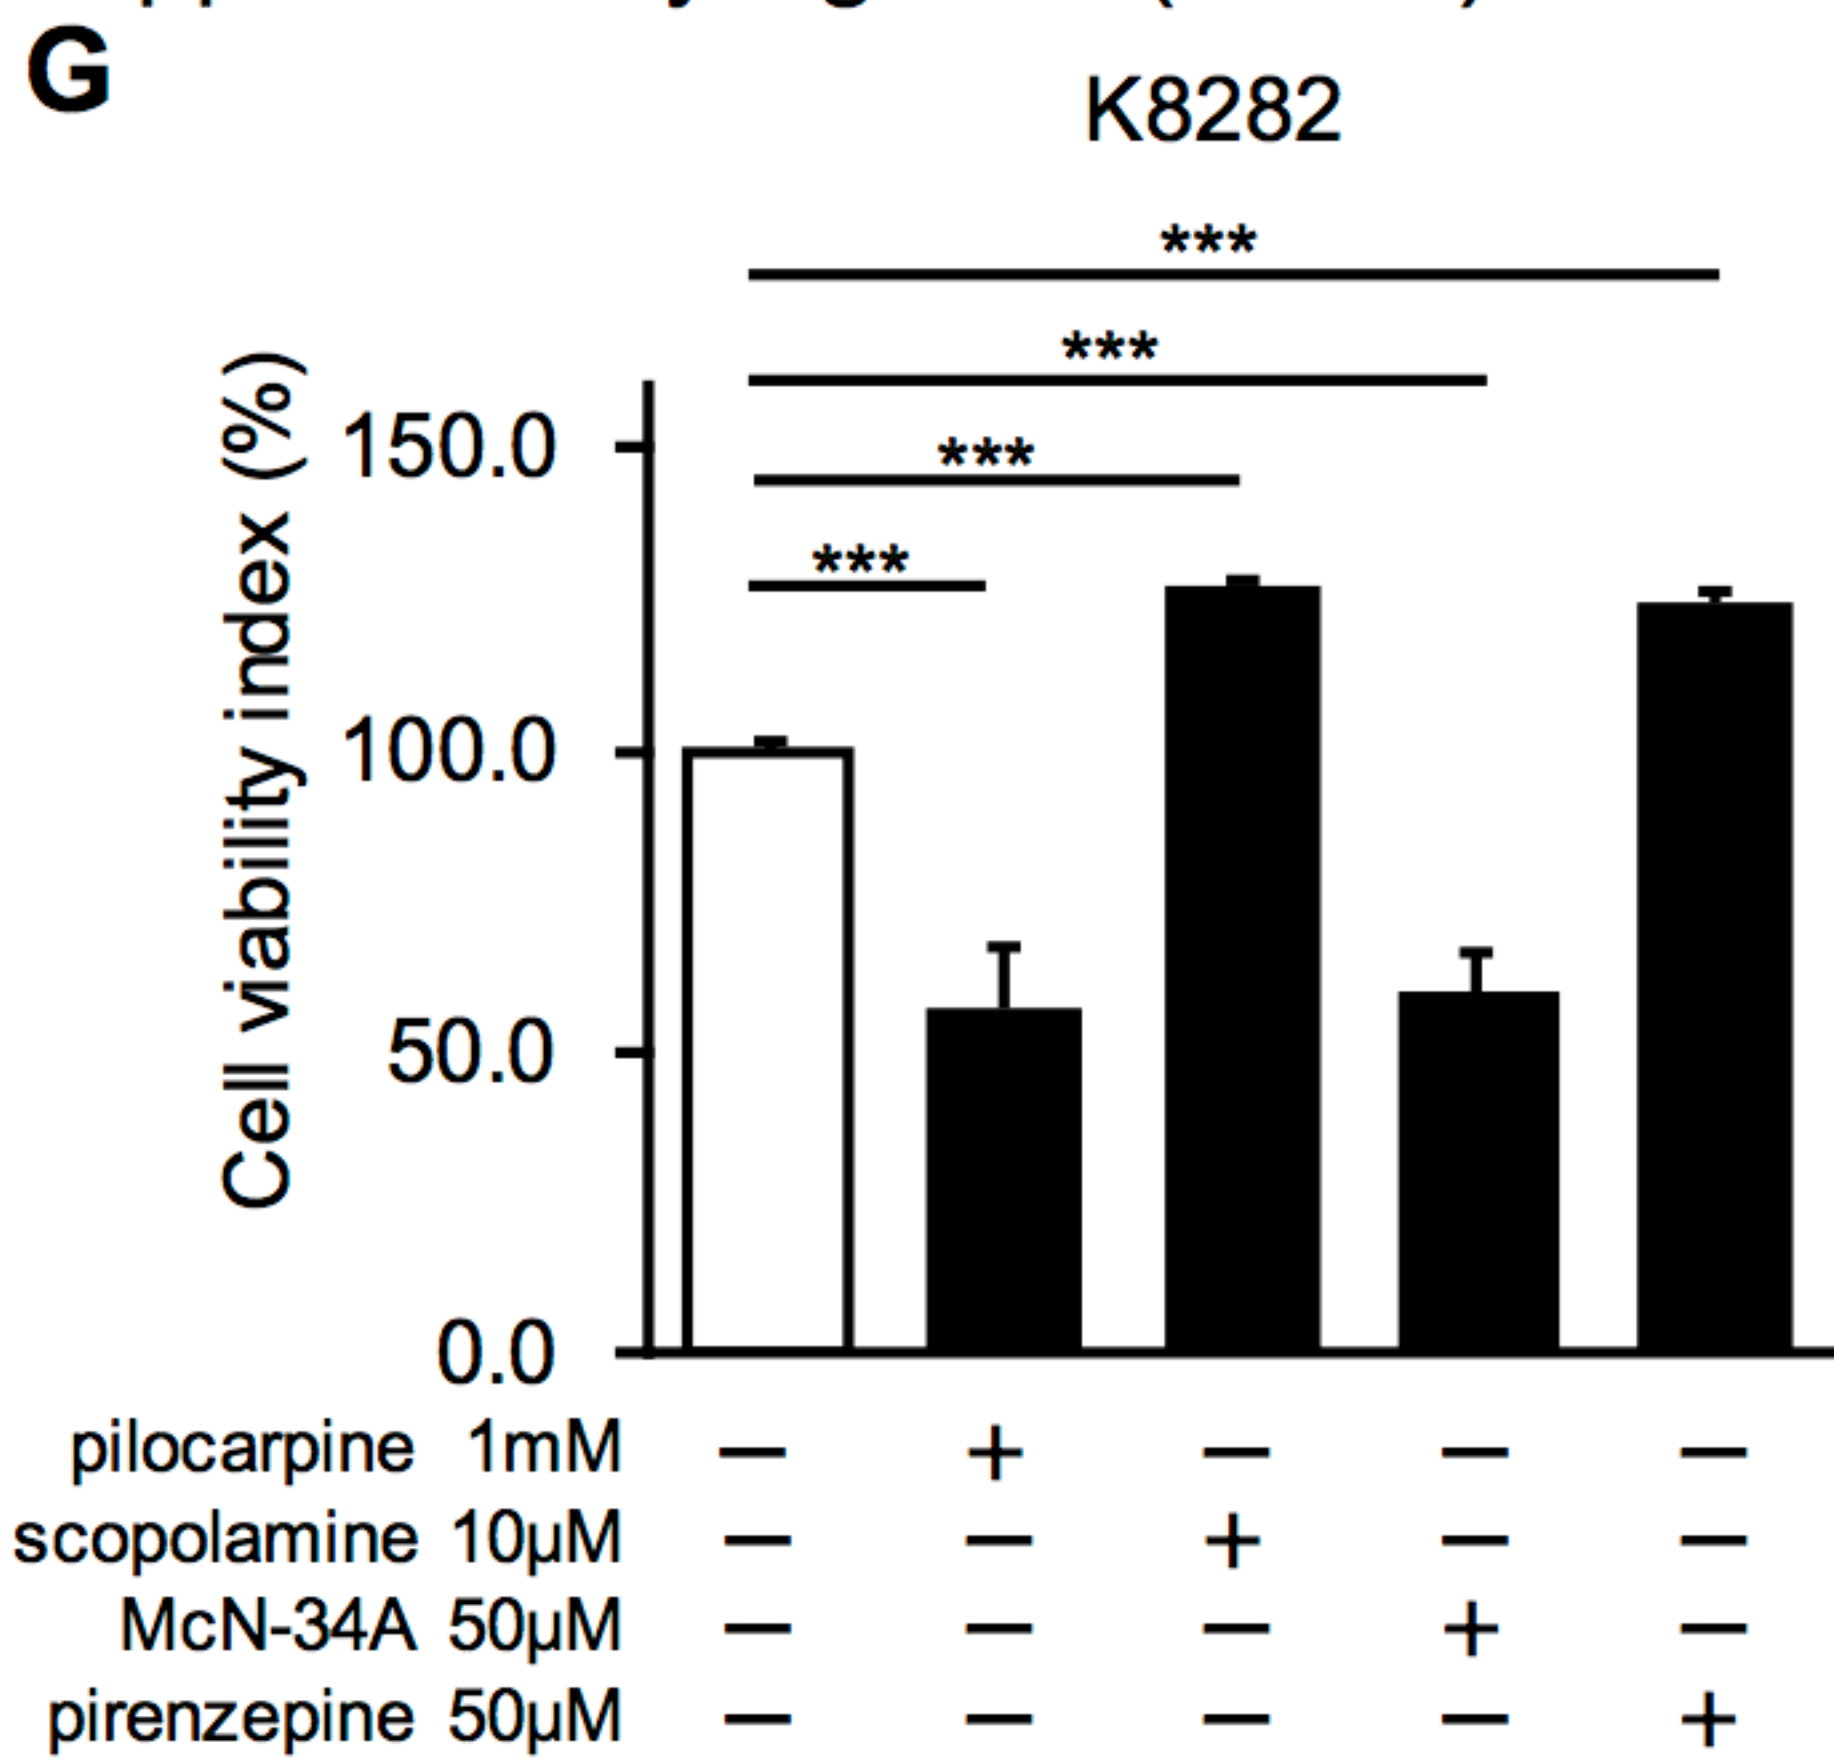 G
K8282
***
***
***
***
Cell viability index (%)
150.0
100.0
50.0
0.0
pilocarpine 1mM − + − − −
scopolamine 10µM − − + − −
McN-34A 50µM − − − + −
pirenzepine 50µM − − − − +